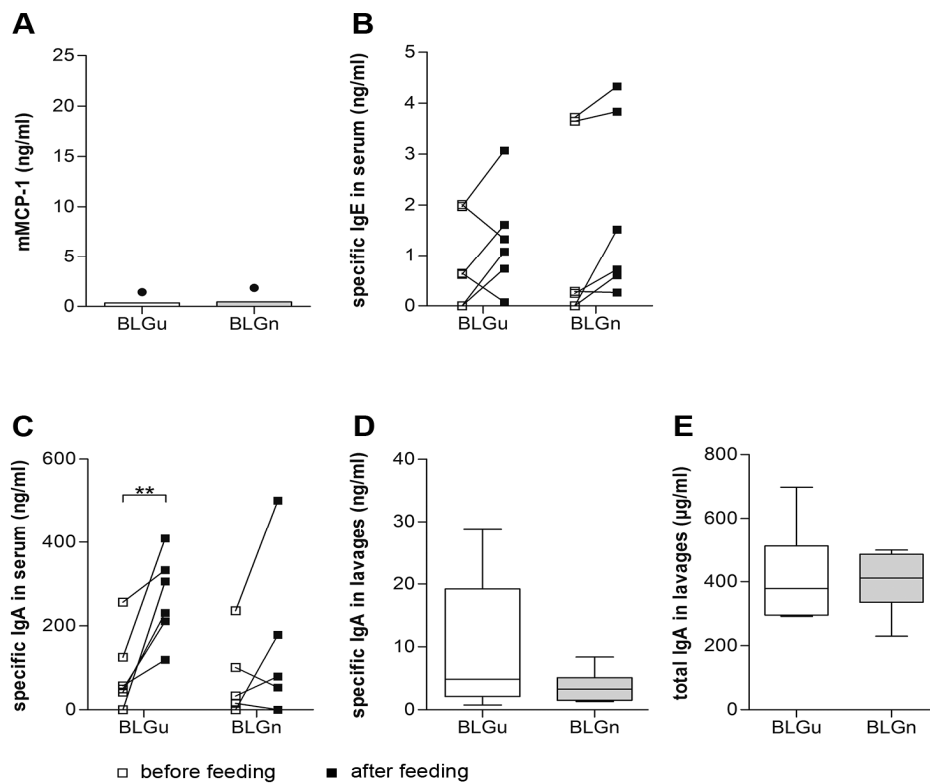 A
mMCP-1 (ng/ml)
25
20
15
10
5
0
BLGu
BLGn
B
specific IgE in serum (ng/ml)
5
4
3
2
1
0
BLGu
BLGn
C
specific IgA in serum (ng/ml)
600
400
200
0
**
BLGu
BLGn
D
specific IgA in lavages (ng/ml)
40
30
20
10
0
BLGu
BLGn
E
total IgA in lavages (µg/ml)
800
600
400
200
0
BLGu
BLGn
before feeding
after feeding